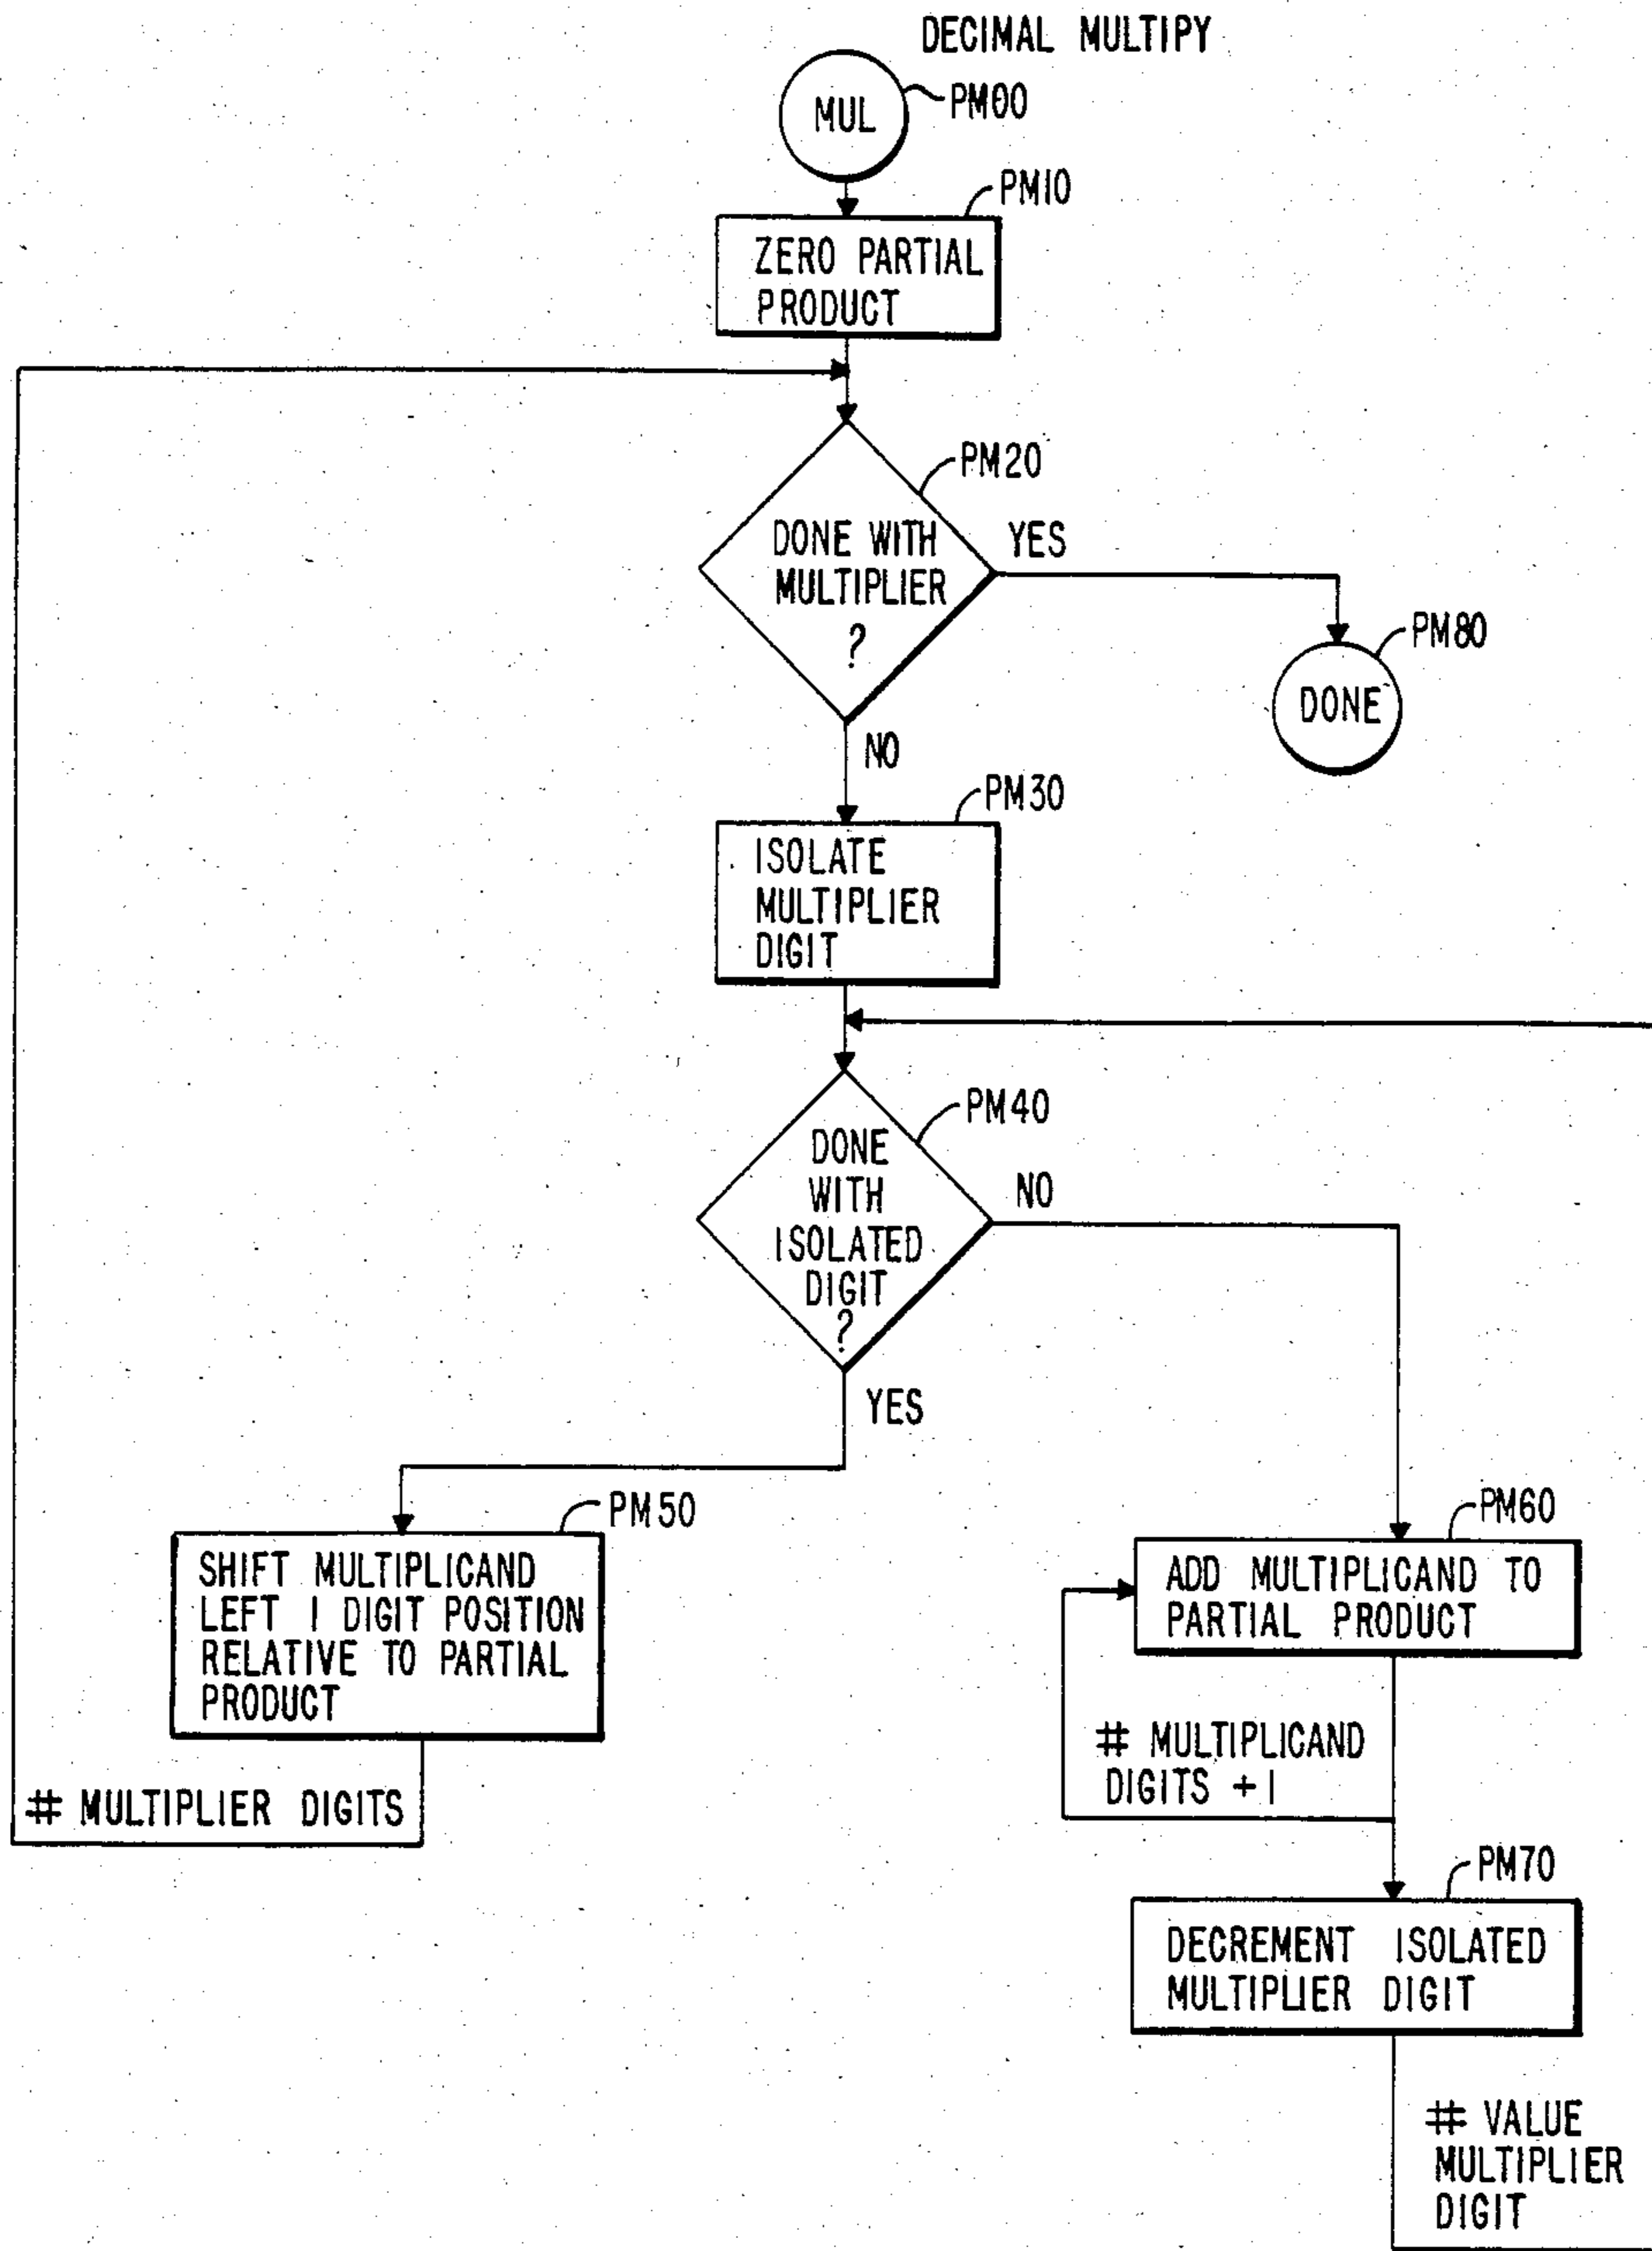 DECIMAL MULTIPY
MUL
PM00
PM10
ZERO PARTIAL
PRODUCT
PM20
DONE WITH
MULTIPLIER
?
YES
PM80
DONE
NO
PM30
ISOLATE
MULTIPLIER
DIGIT
PM40
DONE
WITH
ISOLATED
DIGIT
?
NO
YES
PM50
SHIFT MULTIPLICAND
LEFT 1 DIGIT POSITION
RELATIVE TO PARTIAL
PRODUCT
# MULTIPLIER DIGITS
PM60
ADD MULTIPLICAND TO
PARTIAL PRODUCT
# MULTIPLICAND
DIGITS +1
PM70
DECREMENT ISOLATED
MULTIPLIER DIGIT
# VALUE
MULTIPLIER
DIGIT